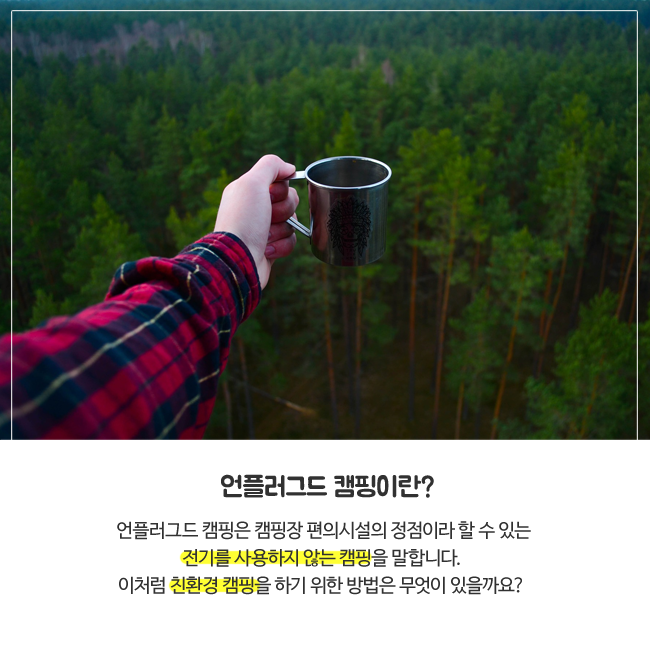 언플러그드 캠핑이란?
언플러그드 캠핑은 캠핑장 편의시설의 정점이라 할 수 있는
전기를 사용하지 않는 캠핑을 말합니다.
이처럼 친환경 캠핑을 하기 위한 방법은 무엇이 있을까요?